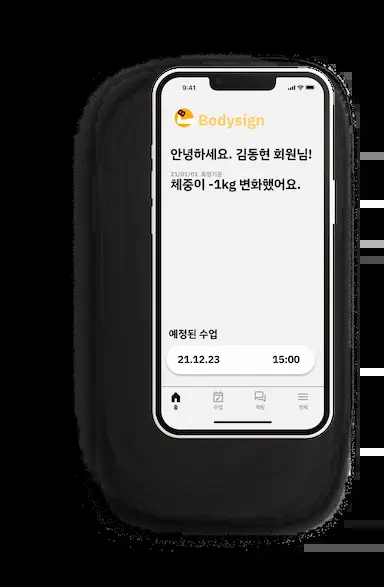 9:41
Bodysign
안녕하세요. 김동현 회원님!
21/01/01 측정기준
체중이 -1kg 변화했어요.
예정된 수업
21.12.23 15:00
홈 수업 채팅 전체